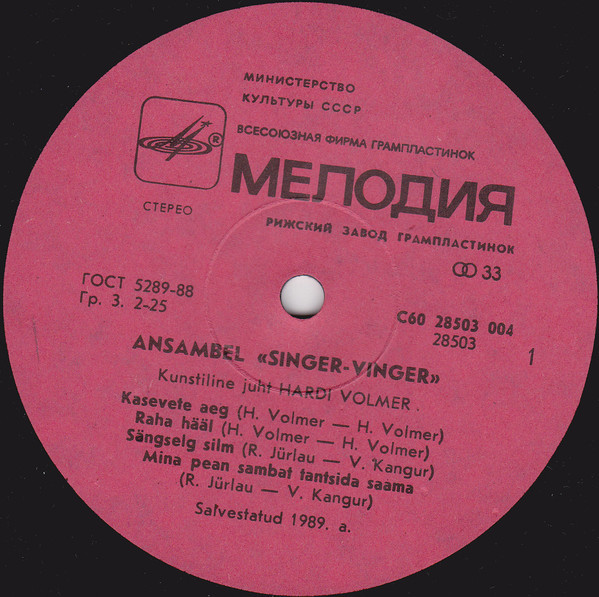 МИНИСТЕРСТВО
КУЛЬТУРЫ СССР
ВСЕСОЮЗНАЯ ФИРМА ГРАМПЛАСТИНОК
®
МЕЛОДИЯ
СТЕРЕО
РИЖСКИЙ ЗАВОД ГРАМПЛАСТИНОК
33
ГОСТ 5289-88
Гр. 3. 2-25
С60 28503 004
28503
1
ANSAMBEL «SINGER-VINGER»
Kunstiline juht HARDI VOLMER.
Kasevete aeg (H. Volmer — H. Volmer)
Raha hääl (H. Volmer — H. Volmer)
Sängselg silm (R. Jürlau — V. Kangur)
Mina pean sambat tantsida saama
(R. Jürlau — V. Kangur)
Salvestatud 1989. a.